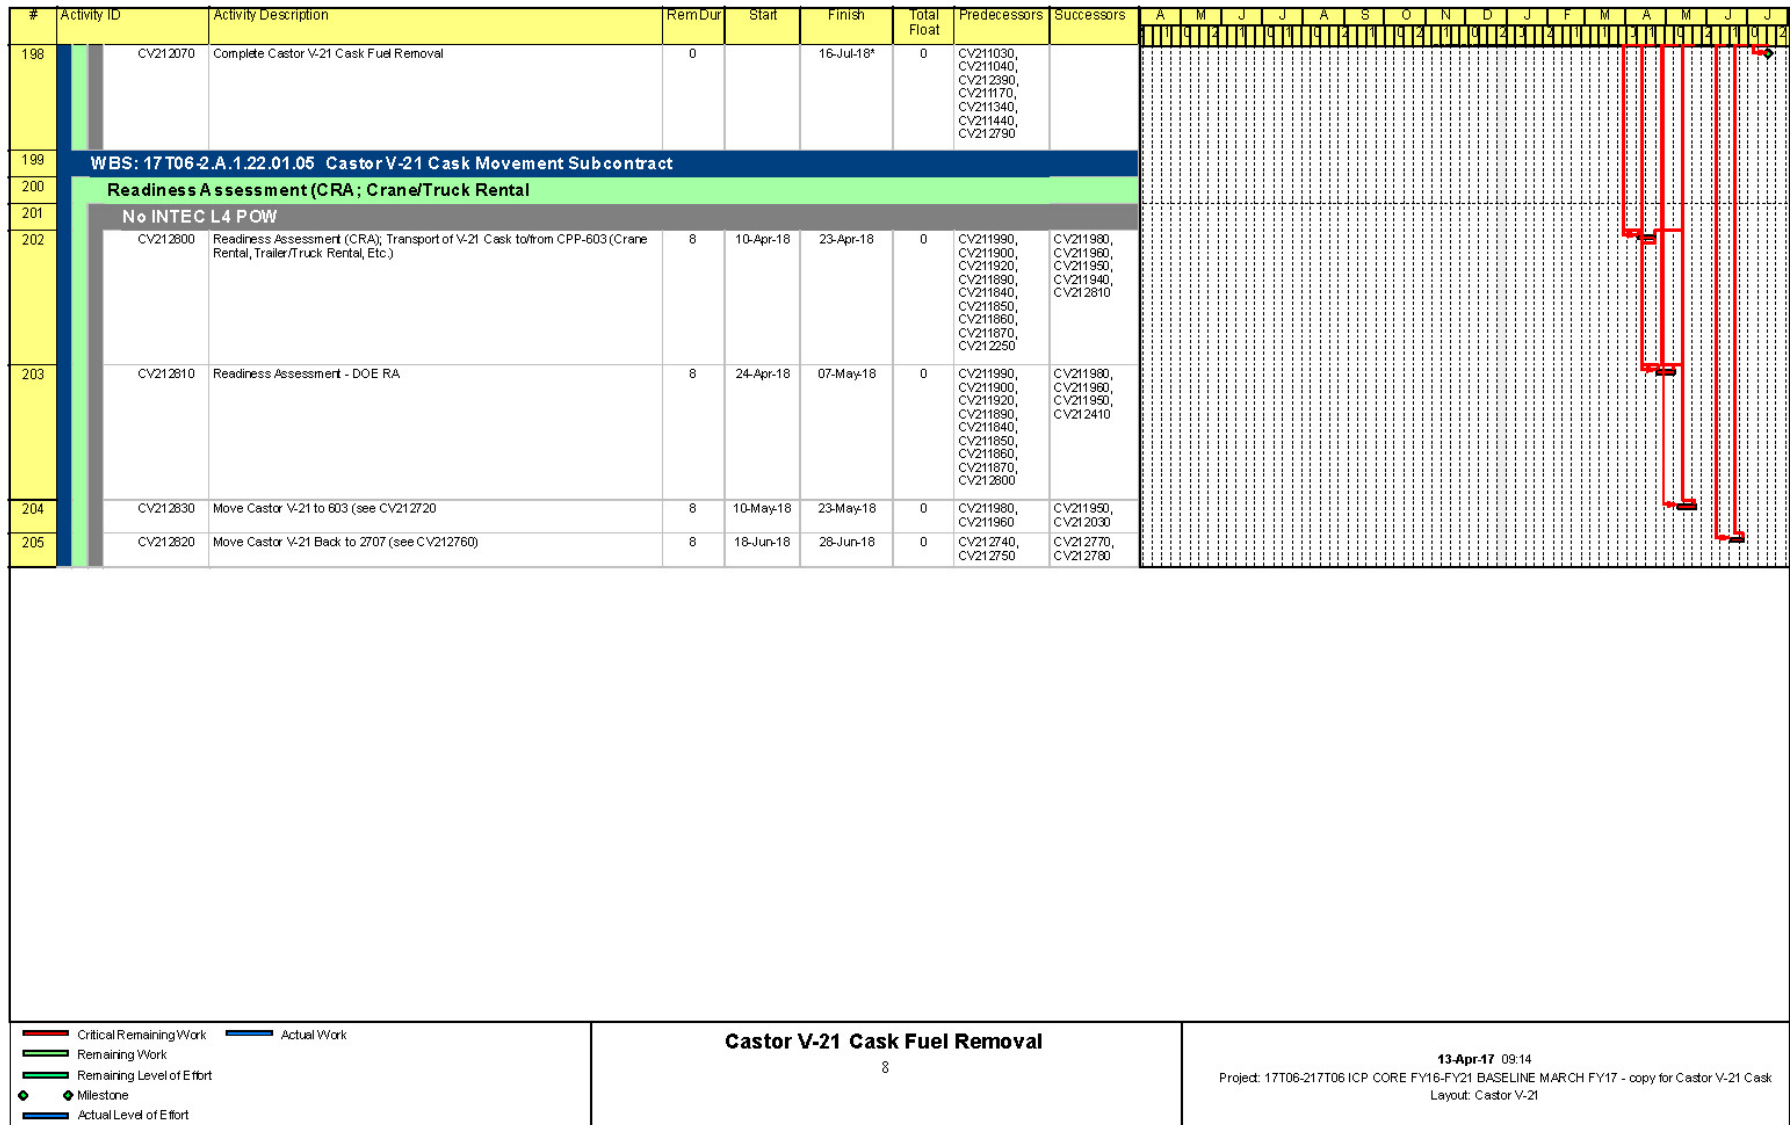 # Activity ID Activity Description Rem Dur Start Finish Total Float Predecessors Successors A M J J A S O N D J F M A M J J
198 CV212070 Complete Castor V-21 Cask Fuel Removal 0 16-Jul-18* 0 CV211030,
CV211040,
CV212390,
CV211170,
CV211340,
CV211440,
CV212790
199 WBS: 17T06-2.A.1.22.01.05 Castor V-21 Cask Movement Subcontract
200 Readiness Assessment (CRA; Crane/Truck Rental
201 No INTEC L4 POW
202 CV212800 Readiness Assessment (CRA); Transport of V-21 Cask to/from CPP-603 (Crane 8 10-Apr-18 23-Apr-18 0 CV211990, CV211980,
Rental, Trailer/Truck Rental, Etc.) CV211900, CV211960,
CV211920, CV211950,
CV211890, CV211940,
CV211840, CV212810
CV211850,
CV211860,
CV211870,
CV212250
203 CV212810 Readiness Assessment - DOE RA 8 24-Apr-18 07-May-18 0 CV211990, CV211980,
CV211900, CV211960,
CV211920, CV211950,
CV211890, CV212410
CV211840,
CV211850,
CV211860,
CV211870,
CV212800
204 CV212830 Move Castor V-21 to 603 (see CV212720 8 10-May-18 23-May-18 0 CV211980, CV211950,
CV211960 CV212030
205 CV212820 Move Castor V-21 Back to 2707 (see CV212760) 8 18-Jun-18 28-Jun-18 0 CV212740, CV212770,
CV212750 CV212780
Critical Remaining Work Actual Work
Remaining Work
Remaining Level of Effort
Milestone
Actual Level of Effort
Castor V-21 Cask Fuel Removal
8
13-Apr-17 09:14
Project: 17T06-217T06 ICP CORE FY16-FY21 BASELINE MARCH FY17 - copy for Castor V-21 Cask
Layout: Castor V-21